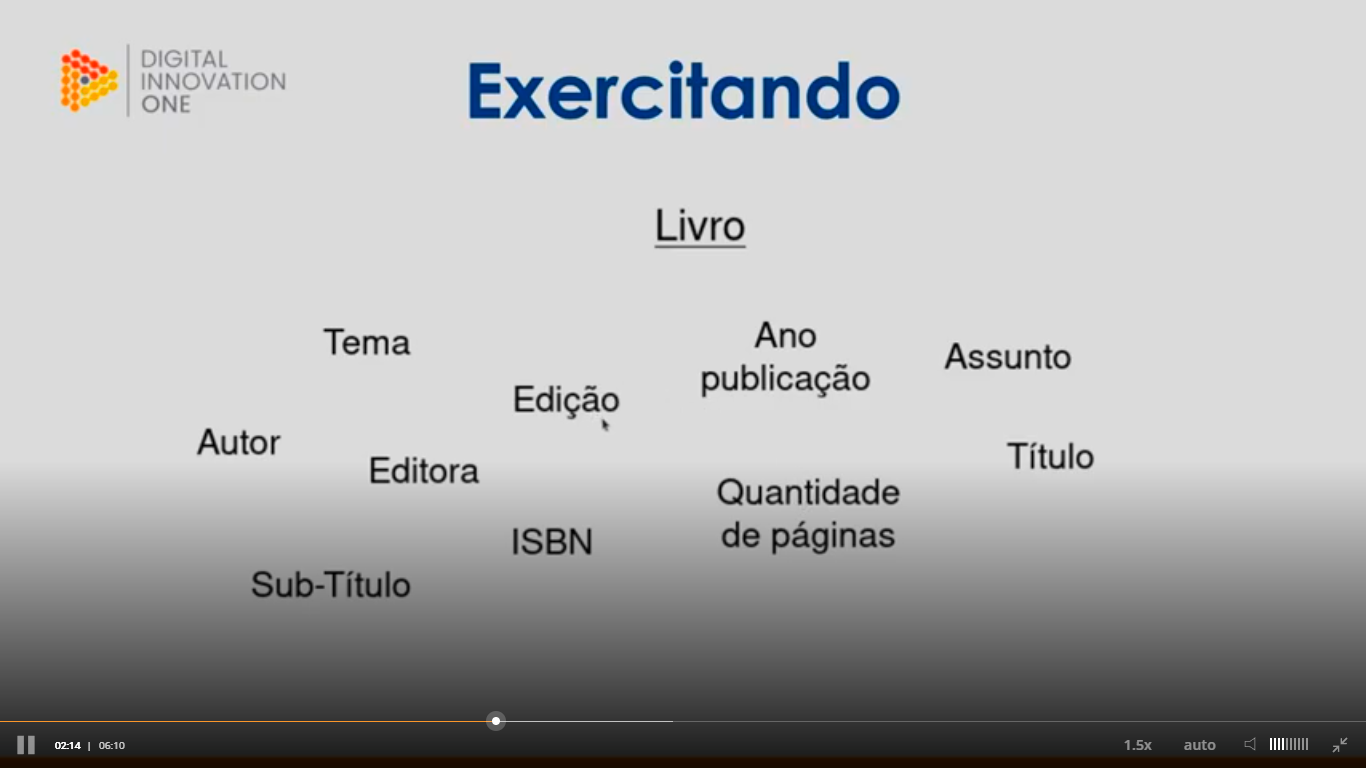 DIGITAL
INNOVATION
ONE
Exercitando
Livro
Tema
Ano
publicação
Assunto
Edição
Autor
Editora
Título
Quantidade
de páginas
ISBN
Sub-Título
02:14 | 06:10
1.5x
auto